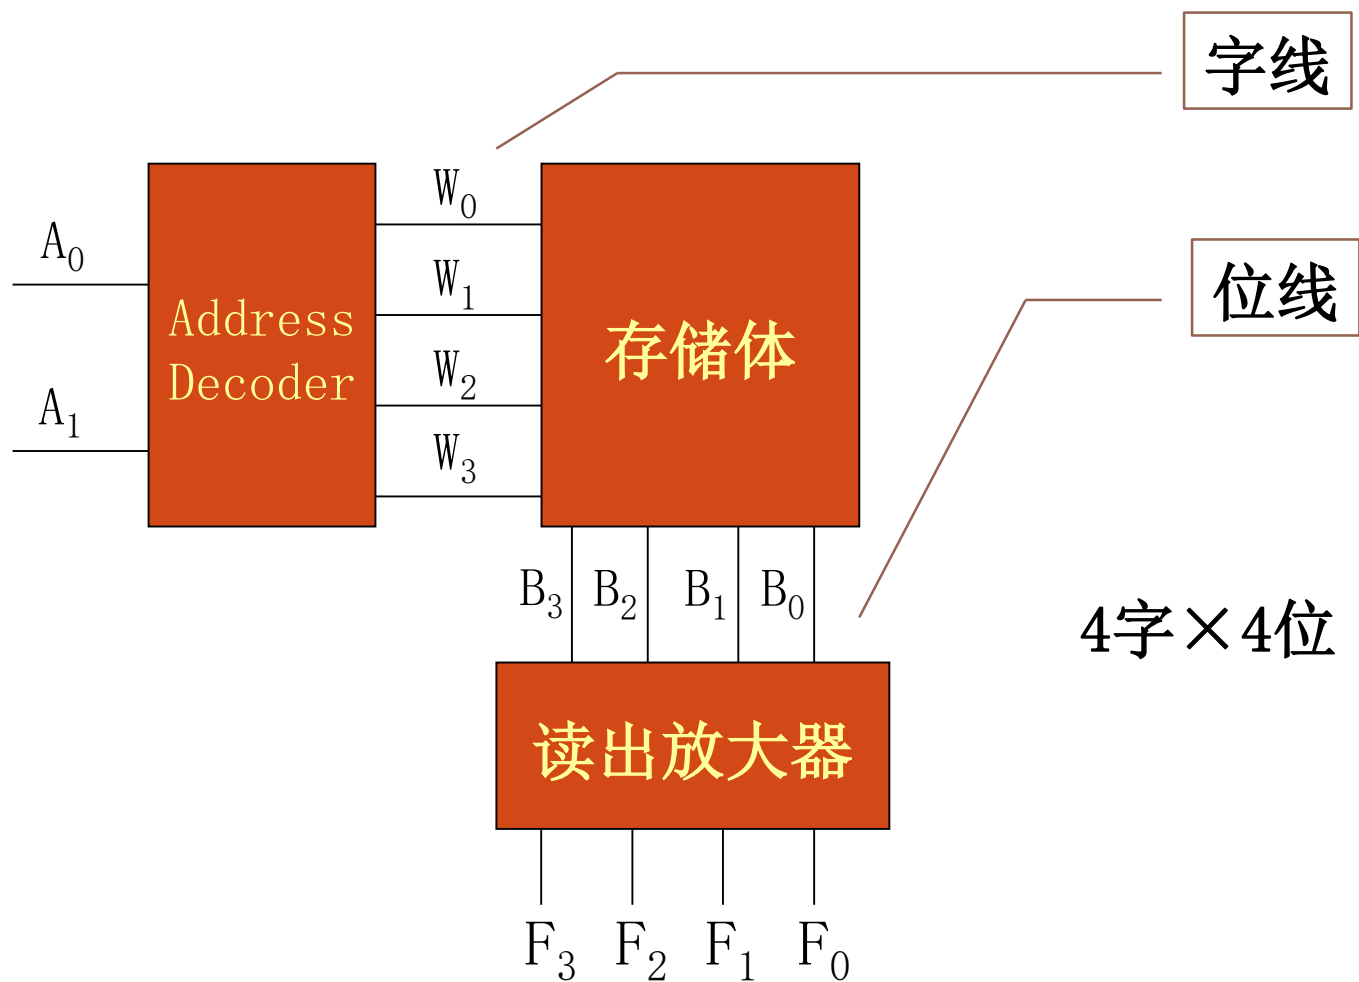 字线
W₀
A₀
W₁
位线
Address
Decoder
存储体
W₂
A₁
W₃
B₃ B₂ B₁ B₀
4字×4位
读出放大器
F₃ F₂ F₁ F₀